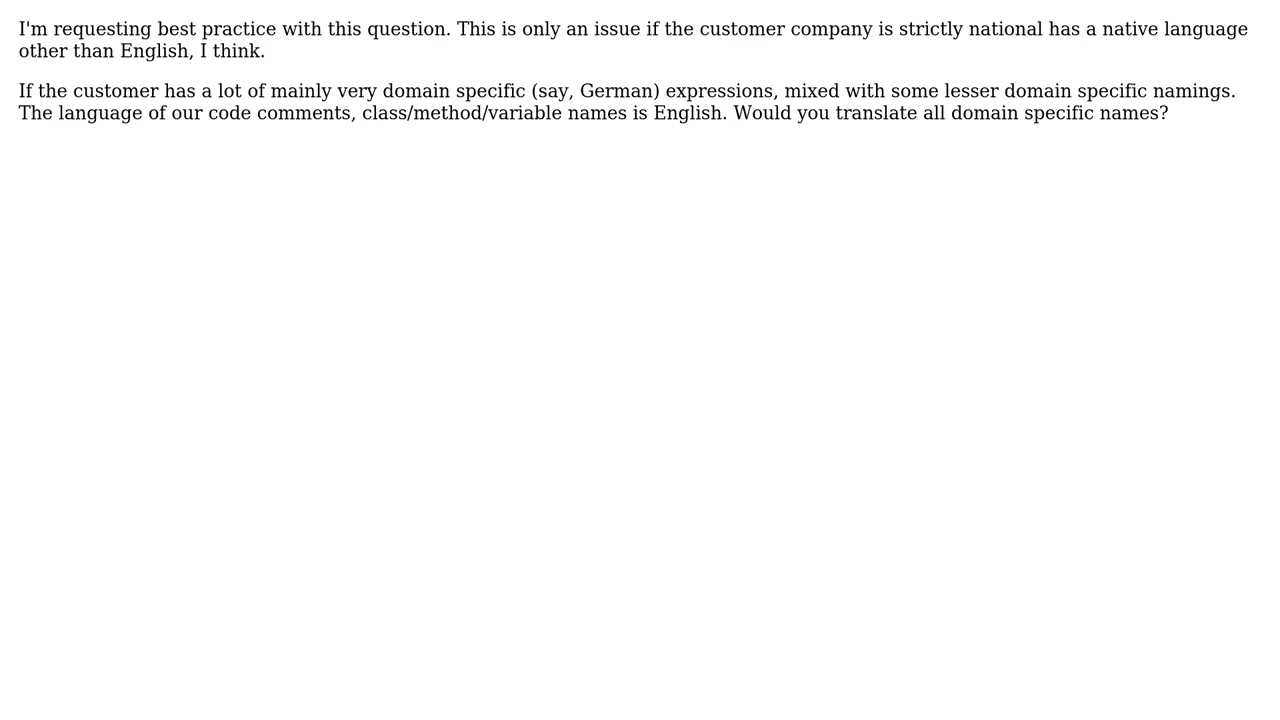 I'm requesting best practice with this question. This is only an issue if the customer company is strictly national has a native language
other than English, I think.
If the customer has a lot of mainly very domain specific (say, German) expressions, mixed with some lesser domain specific namings.
The language of our code comments, class/method/variable names is English. Would you translate all domain specific names?